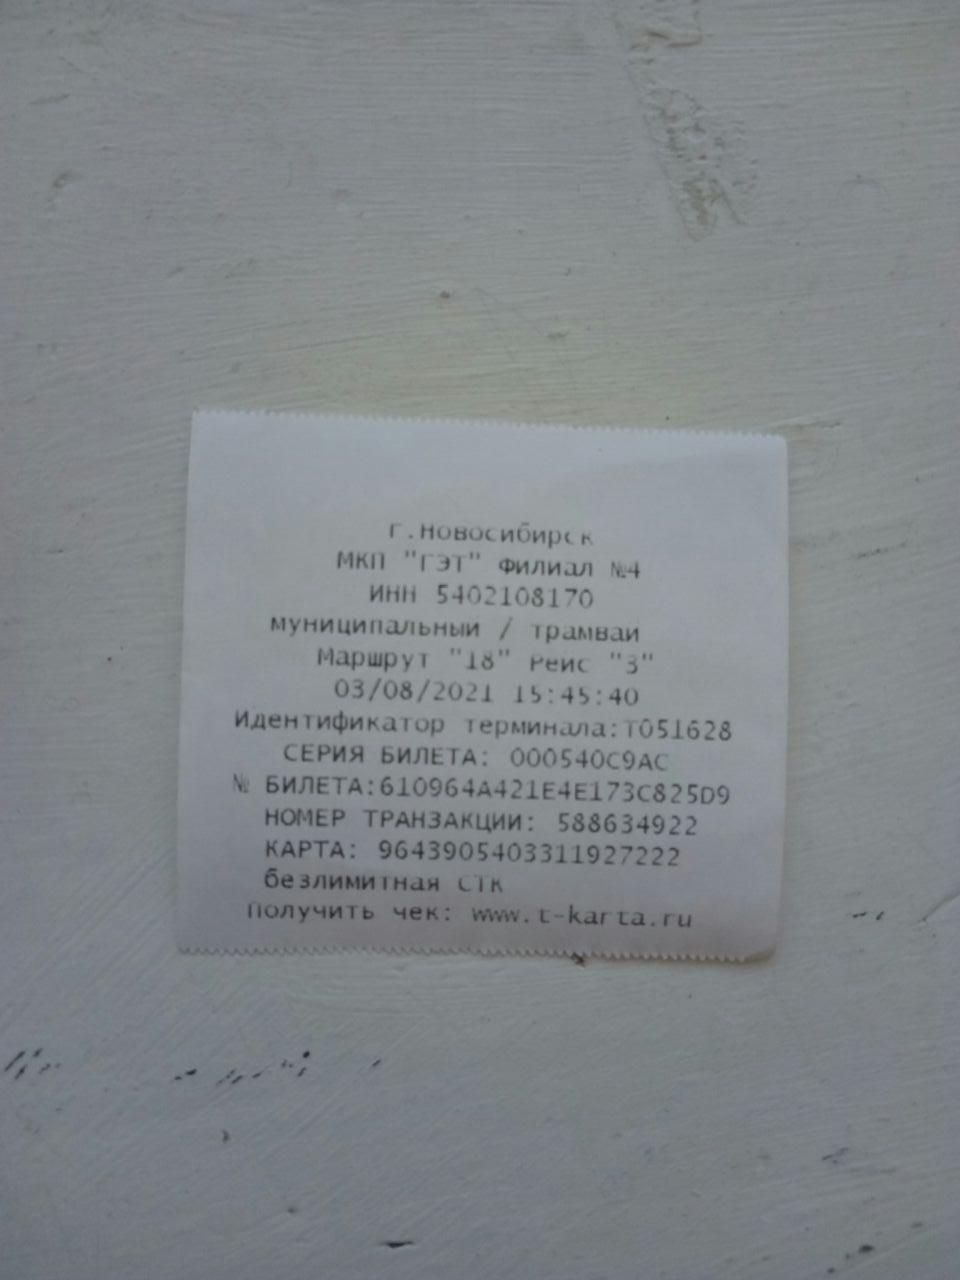 г.Новосибирск
МКП "ГЭТ" Филиал №4
ИНН 5402108170
муниципальный / трамвай
Маршрут "18" Рейс "3"
03/08/2021 15:45:40
Идентификатор терминала:T051628
СЕРИЯ БИЛЕТА: 000540C9AC
№ БИЛЕТА:610964A421E4E173C825D9
НОМЕР ТРАНЗАКЦИИ: 588634922
КАРТА: 9643905403311927222
безлимитная СТК
Получить чек: www.t-karta.ru